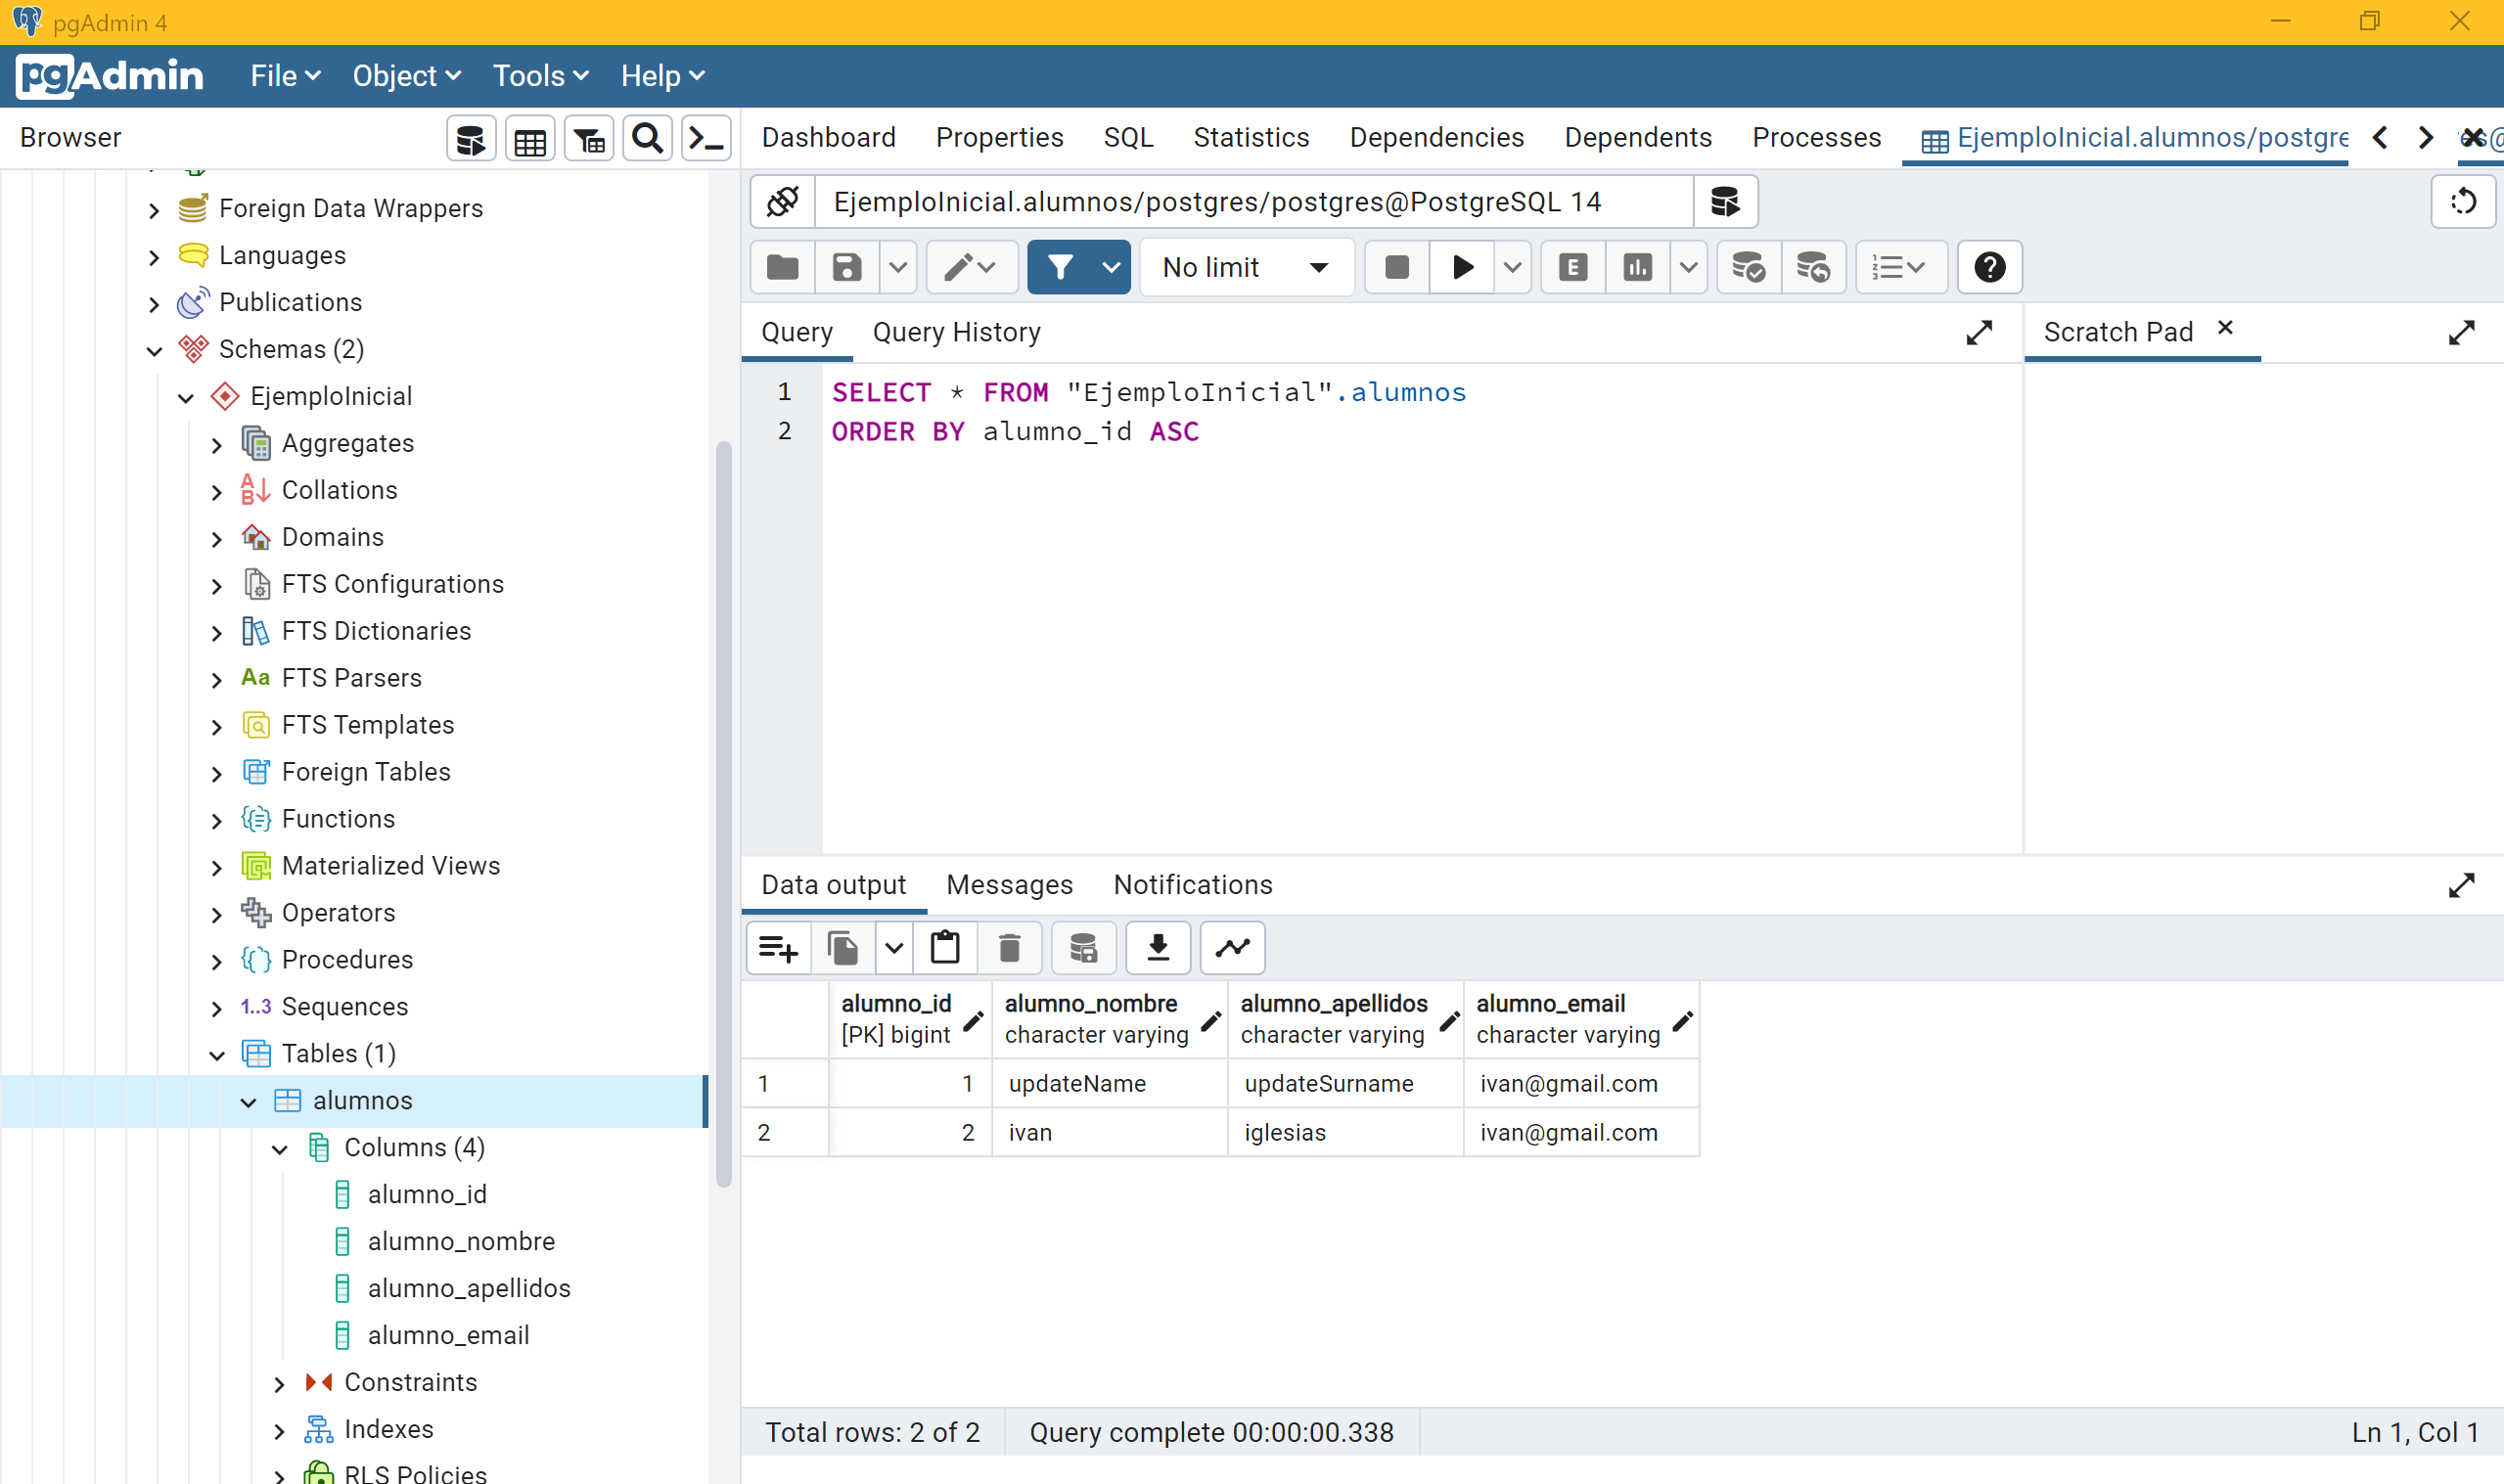 pgAdmin 4
pgAdmin File Object Tools Help
Browser
Foreign Data Wrappers
Languages
Publications
Schemas (2)
EjemploInicial
Aggregates
Collations
Domains
FTS Configurations
FTS Dictionaries
Aa FTS Parsers
FTS Templates
Foreign Tables
Functions
Materialized Views
Operators
Procedures
1..3 Sequences
Tables (1)
alumnos
Columns (4)
alumno_id
alumno_nombre
alumno_apellidos
alumno_email
Constraints
Indexes
RLS Policies
Dashboard Properties SQL Statistics Dependencies Dependents Processes EjemploInicial.alumnos/postgre
EjemploInicial.alumnos/postgres/postgres@PostgreSQL 14
No limit E
Query Query History Scratch Pad
1 SELECT * FROM "EjemploInicial".alumnos
2 ORDER BY alumno_id ASC
Data output Messages Notifications
alumno_id alumno_nombre alumno_apellidos alumno_email
[PK] bigint character varying character varying character varying
1 1 updateName updateSurname ivan@gmail.com
2 2 ivan iglesias ivan@gmail.com
Total rows: 2 of 2 Query complete 00:00:00.338 Ln 1, Col 1